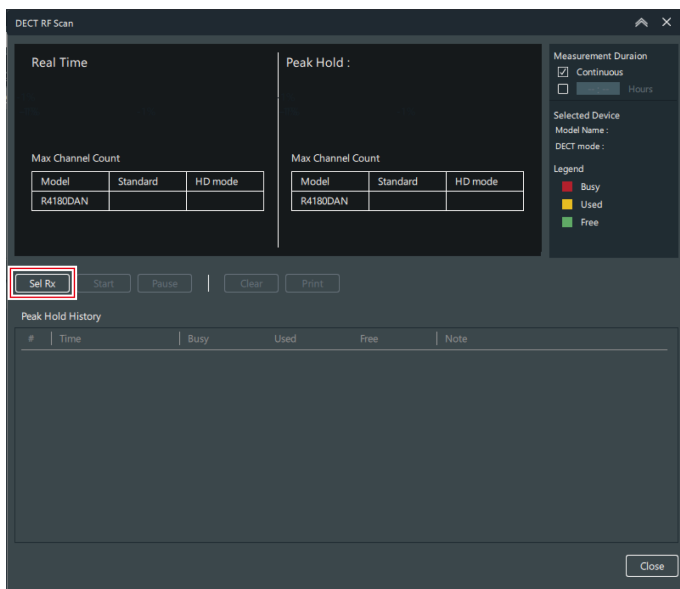 DECT RF Scan
Real Time
Max Channel Count
Model Standard HD mode
R4180DAN
Peak Hold :
Max Channel Count
Model Standard HD mode
R4180DAN
Measurement Duraion
Continuous
Hours
Selected Device
Model Name :
DECT mode :
Legend
Busy
Used
Free
Sel Rx Start Pause Clear Print
Peak Hold History
# Time Busy Used Free Note
Close